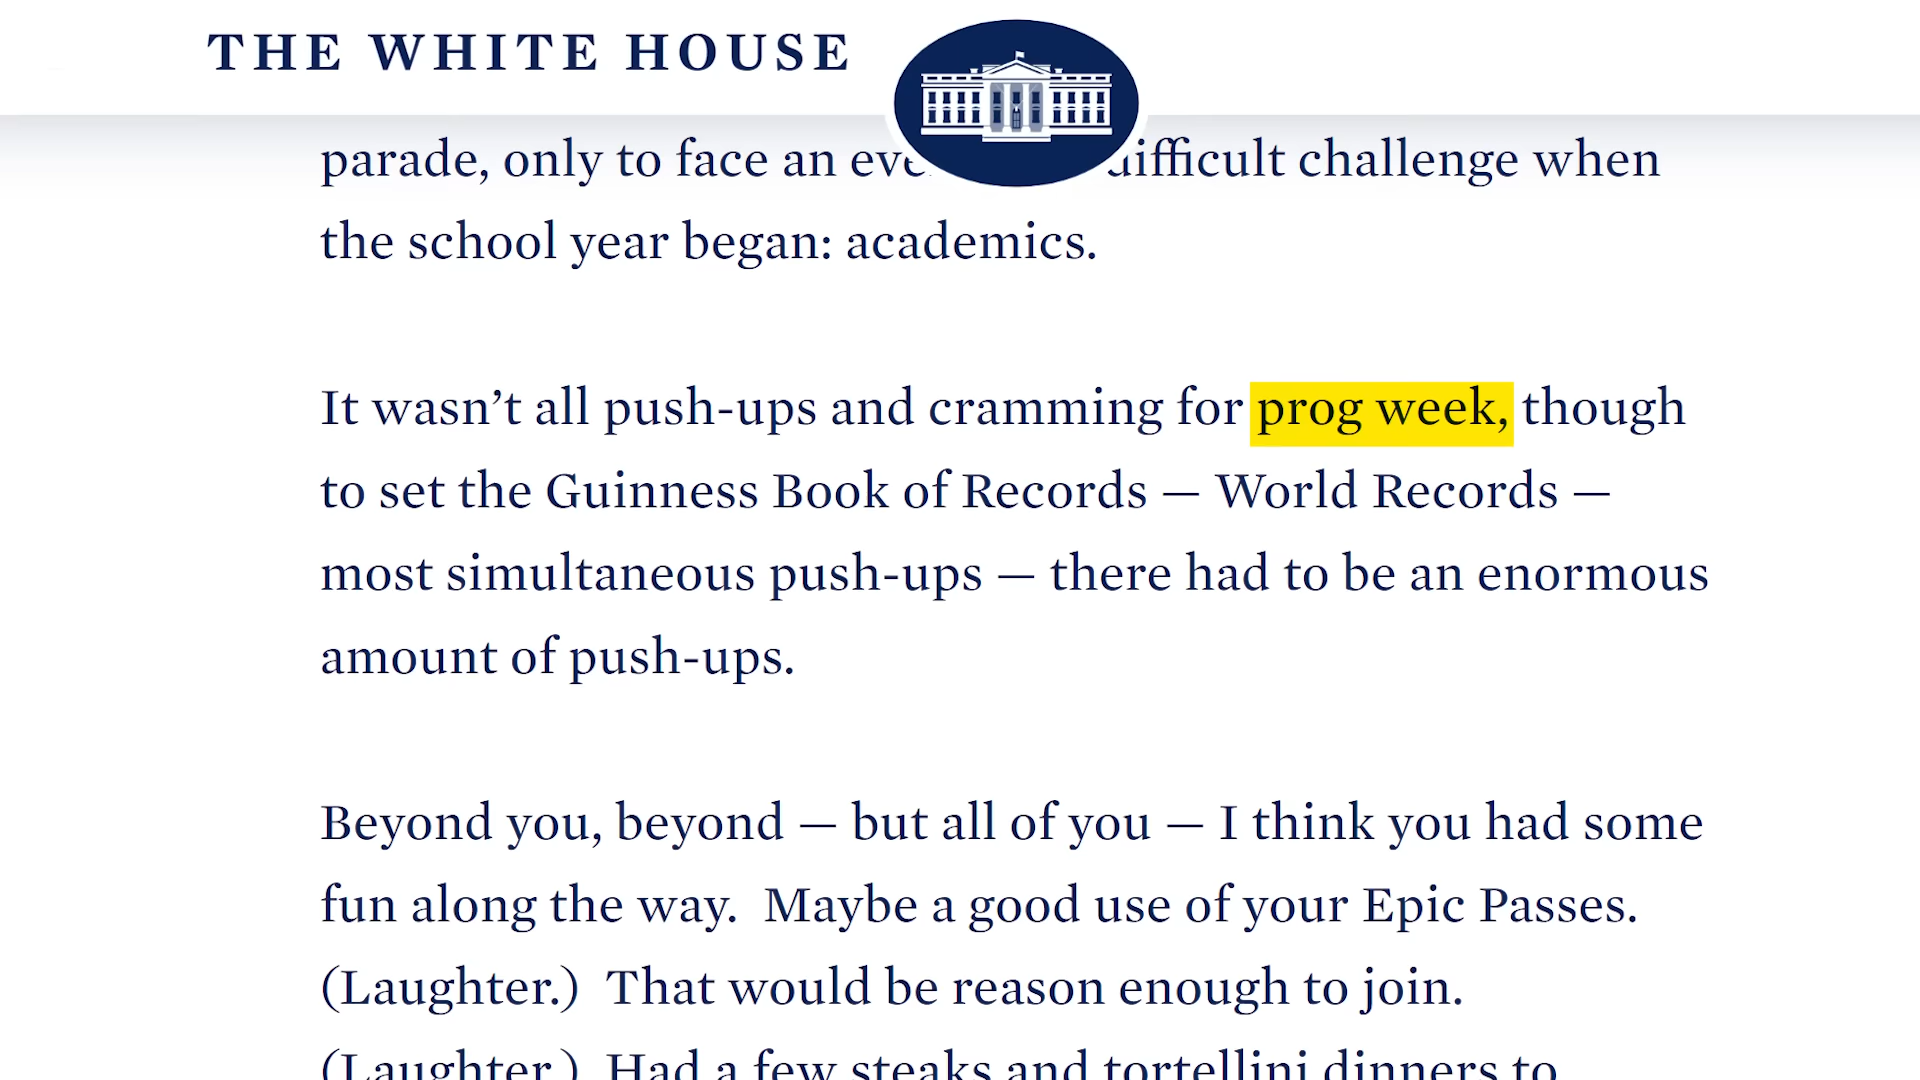 THE WHITE HOUSE
parade, only to face an difficult challenge when
the school year began: academics.
It wasn’t all push-ups and cramming for prog week, though
to set the Guinness Book of Records — World Records —
most simultaneous push-ups — there had to be an enormous
amount of push-ups.
Beyond you, beyond — but all of you — I think you had some
fun along the way. Maybe a good use of your Epic Passes.
(Laughter.) That would be reason enough to join.
(Laughter.) Had a few steaks and tortellini dinners to